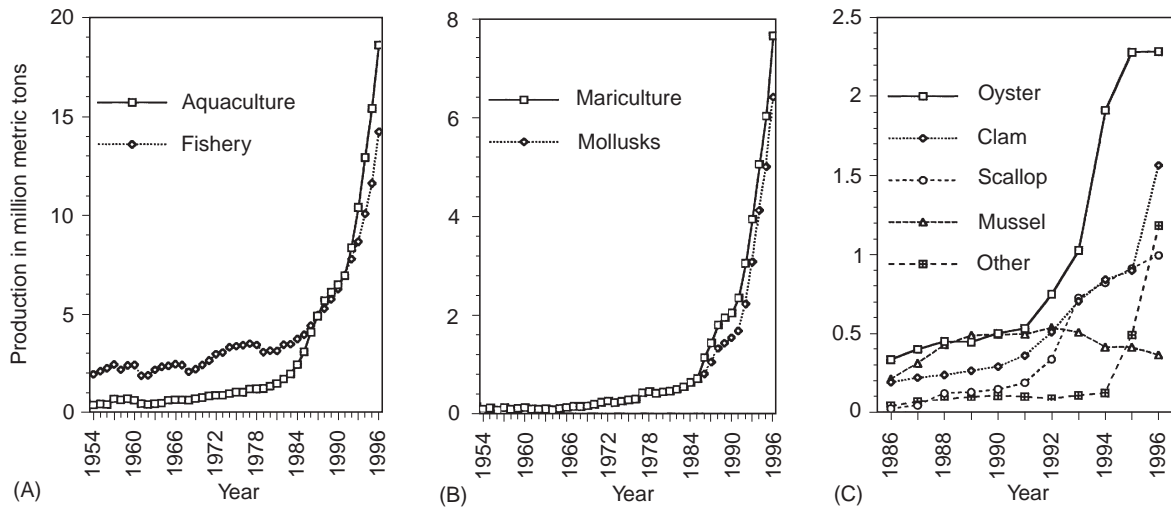 Production in million metric tons
20
15
10
5
0
Aquaculture
Fishery
1954
1960
1966
1972
1978
1984
1990
1996
Year
(A)
8
6
4
2
0
Mariculture
Mollusks
1954
1960
1966
1972
1978
1984
1990
1996
Year
(B)
2.5
2
1.5
1
0.5
0
Oyster
Clam
Scallop
Mussel
Other
1986
1988
1990
1992
1994
1996
Year
(C)